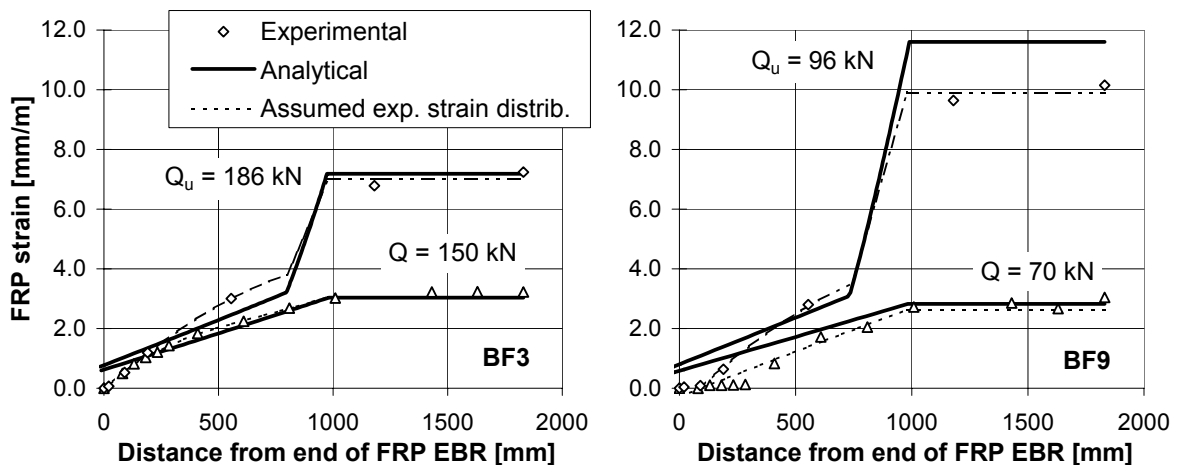 12.0
10.0
8.0
6.0
4.0
2.0
0.0
FRP strain [mm/m]
Experimental
Analytical
Assumed exp. strain distrib.
Qu = 186 kN
Q = 150 kN
BF3
0
500
1000
1500
2000
Distance from end of FRP EBR [mm]
12.0
10.0
8.0
6.0
4.0
2.0
0.0
Qu = 96 kN
Q = 70 kN
BF9
0
500
1000
1500
2000
Distance from end of FRP EBR [mm]